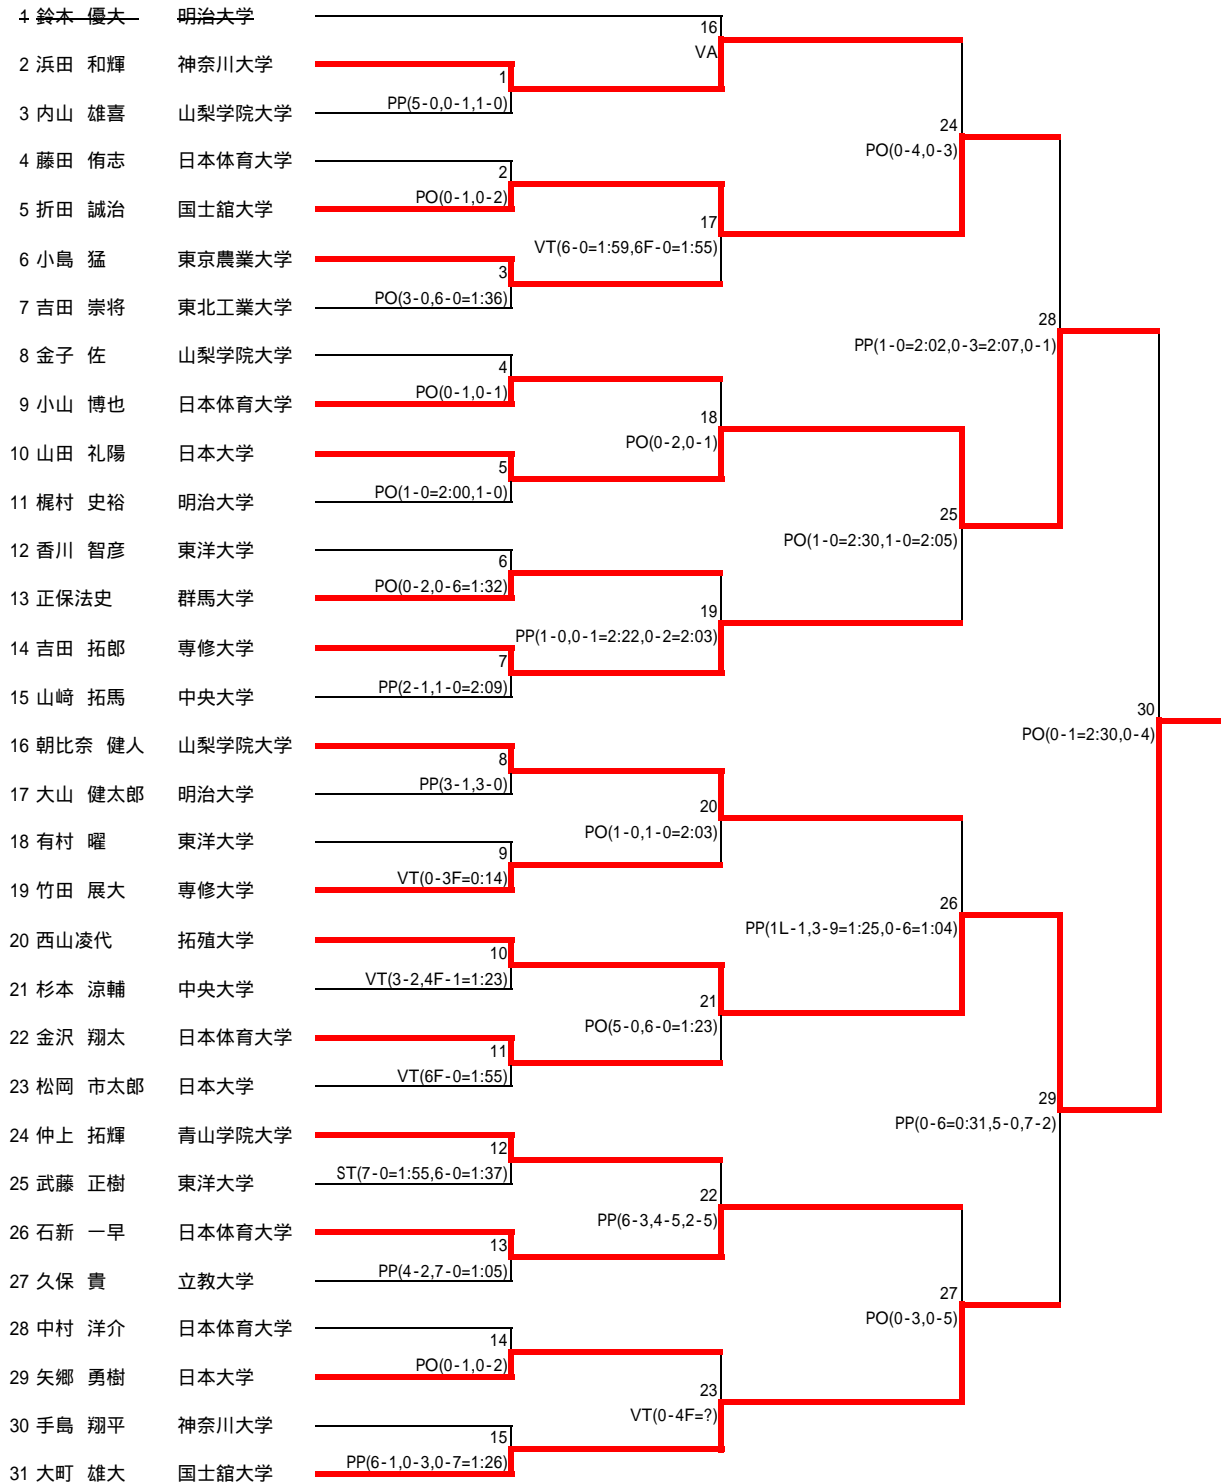 1 鈴木 優大 明治大学
16
VA
2 浜田 和輝 神奈川大学
1
PP(5-0,0-1,1-0)
3 内山 雄喜 山梨学院大学
24
PO(0-4,0-3)
4 藤田 侑志 日本体育大学
2
PO(0-1,0-2)
5 折田 誠治 国士舘大学
17
VT(6-0=1:59,6F-0=1:55)
6 小島 猛 東京農業大学
3
PO(3-0,6-0=1:36)
7 吉田 崇将 東北工業大学
28
PP(1-0=2:02,0-3=2:07,0-1)
8 金子 佐 山梨学院大学
4
PO(0-1,0-1)
9 小山 博也 日本体育大学
18
PO(0-2,0-1)
10 山田 礼陽 日本大学
5
PO(1-0=2:00,1-0)
11 梶村 史裕 明治大学
25
PO(1-0=2:30,1-0=2:05)
12 香川 智彦 東洋大学
6
PO(0-2,0-6=1:32)
13 正保法史 群馬大学
19
PP(1-0,0-1=2:22,0-2=2:03)
14 吉田 拓郎 専修大学
7
PP(2-1,1-0=2:09)
15 山﨑 拓馬 中央大学
30
PO(0-1=2:30,0-4)
16 朝比奈 健人 山梨学院大学
8
PP(3-1,3-0)
17 大山 健太郎 明治大学
20
PO(1-0,1-0=2:03)
18 有村 曜 東洋大学
9
VT(0-3F=0:14)
19 竹田 展大 専修大学
26
PP(1L-1,3-9=1:25,0-6=1:04)
20 西山凌代 拓殖大学
10
VT(3-2,4F-1=1:23)
21 杉本 涼輔 中央大学
21
PO(5-0,6-0=1:23)
22 金沢 翔太 日本体育大学
11
VT(6F-0=1:55)
23 松岡 市太郎 日本大学
29
PP(0-6=0:31,5-0,7-2)
24 仲上 拓輝 青山学院大学
12
ST(7-0=1:55,6-0=1:37)
25 武藤 正樹 東洋大学
22
PP(6-3,4-5,2-5)
26 石新 一早 日本体育大学
13
PP(4-2,7-0=1:05)
27 久保 貴 立教大学
27
PO(0-3,0-5)
28 中村 洋介 日本体育大学
14
PO(0-1,0-2)
29 矢郷 勇樹 日本大学
23
VT(0-4F=?)
30 手島 翔平 神奈川大学
15
PP(6-1,0-3,0-7=1:26)
31 大町 雄大 国士舘大学